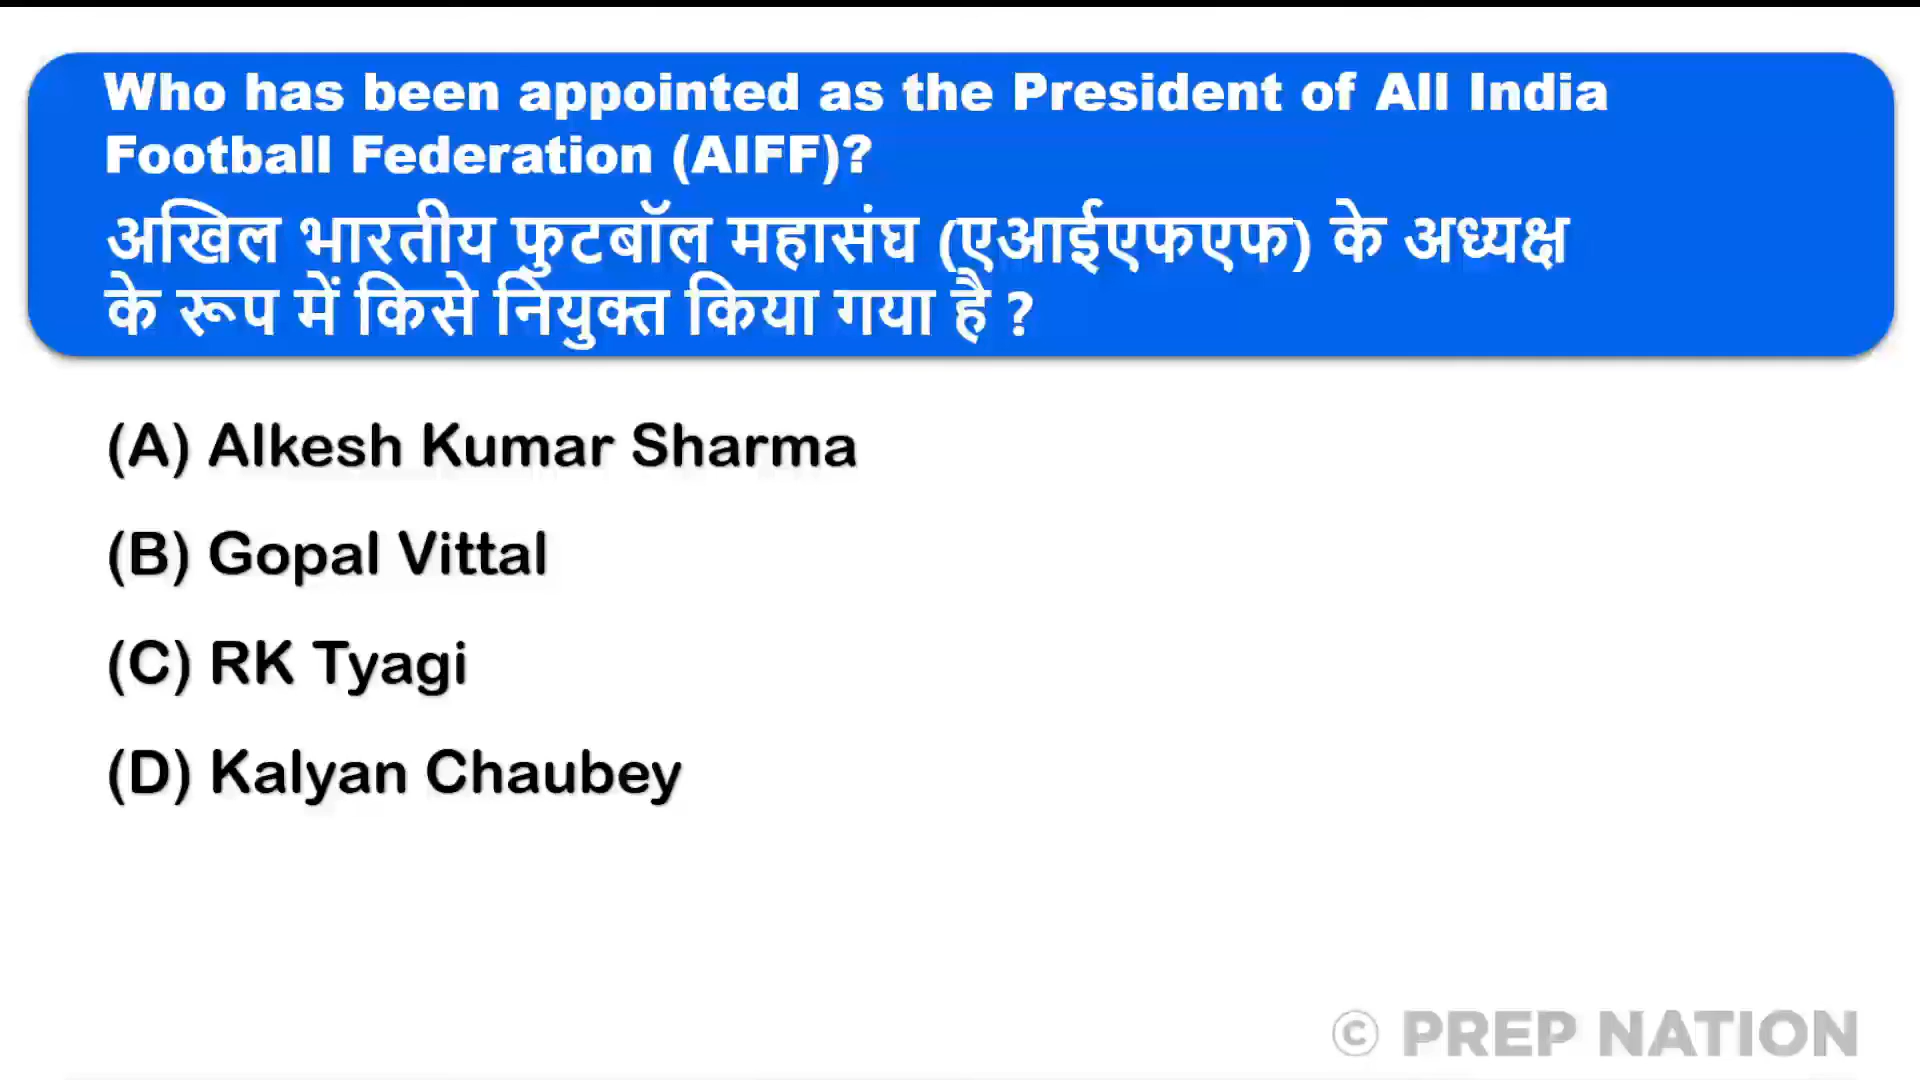 Who has been appointed as the President of All India
Football Federation (AIFF)?
अखिल भारतीय फुटबॉल महासंघ (एआईएफएफ) के अध्यक्ष
के रूप में किसे नियुक्त किया गया है ?
(A) Alkesh Kumar Sharma
(B) Gopal Vittal
(C) RK Tyagi
(D) Kalyan Chaubey
© PREP NATION